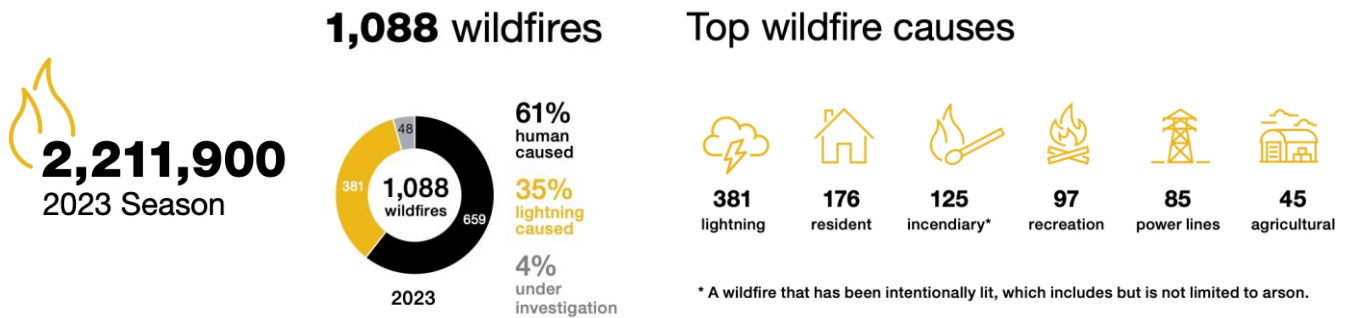 2,211,900
2023 Season
1,088 wildfires
48
381
659
1,088
wildfires
2023
61%
human
caused
35%
lightning
caused
4%
under
investigation
Top wildfire causes
381
lightning
176
resident
125
incendiary*
97
recreation
85
power lines
45
agricultural
* A wildfire that has been intentionally lit, which includes but is not limited to arson.